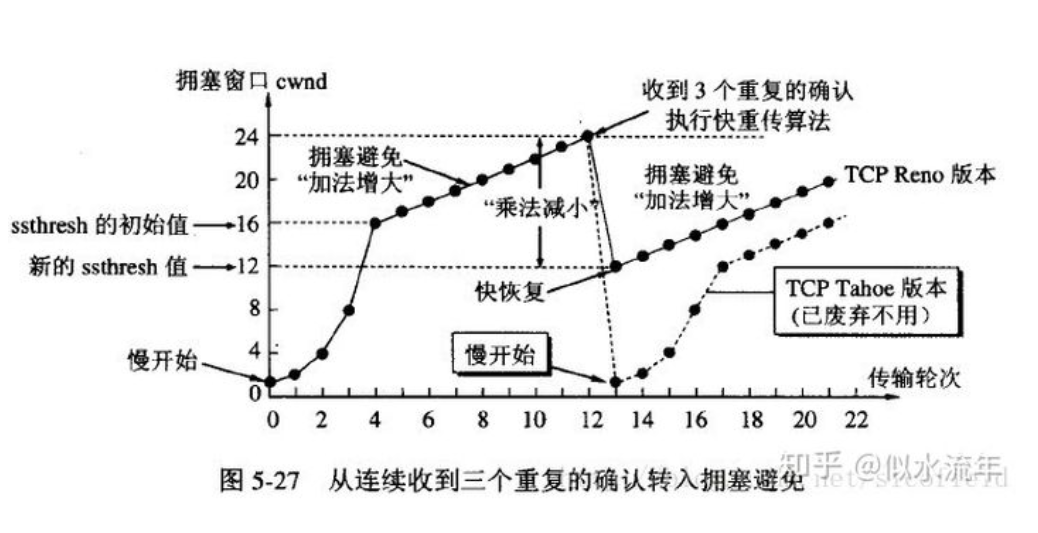 拥塞窗口 cwnd
收到 3 个重复的确认
执行快重传算法
24
拥塞避免
“加法增大”
拥塞避免
“加法增大”
TCP Reno 版本
20
“乘法减小”
ssthresh 的初始值
16
新的 ssthresh 值
12
快恢复
TCP Tahoe 版本
(已废弃不用)
8
慢开始
慢开始
4
传输轮次
0
0 2 4 6 8 10 12 14 16 18 20 22
图 5-27 从连续收到三个重复的确认转入拥塞避免
知乎 @似水流年